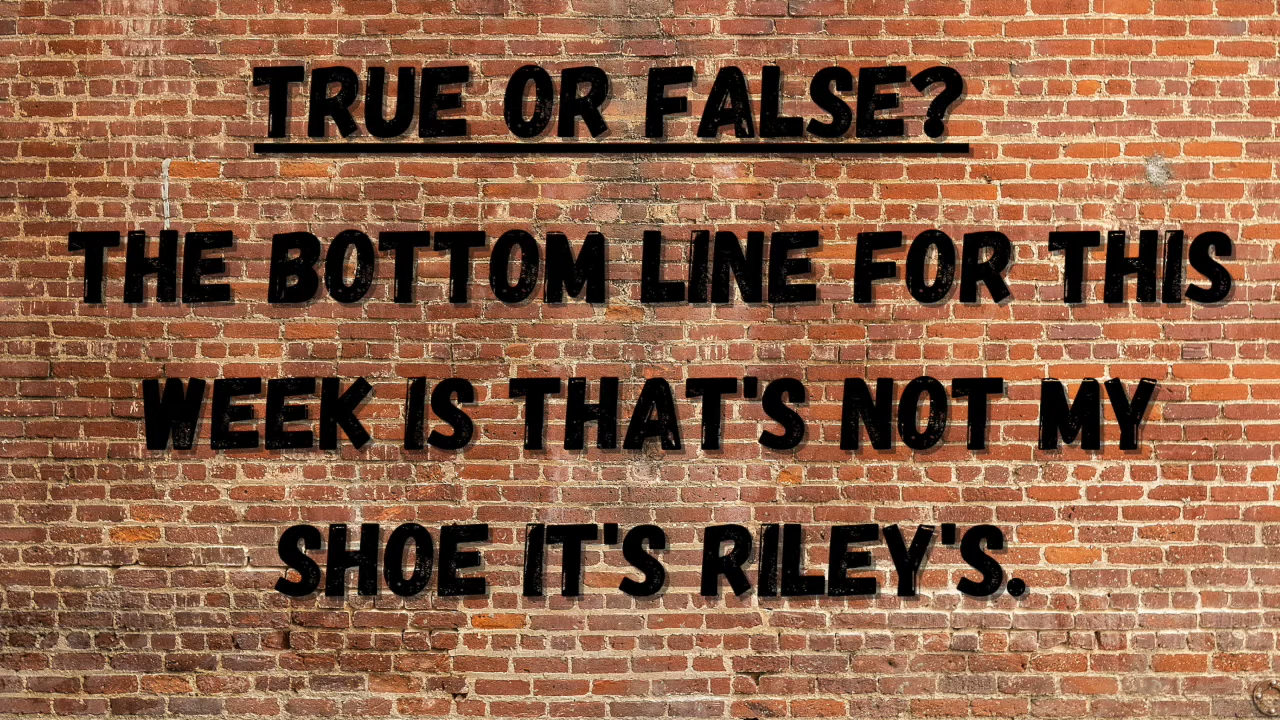 TRUE OR FALSE?
THE BOTTOM LINE FOR THIS
WEEK IS THAT'S NOT MY
SHOE IT'S RILEY'S.